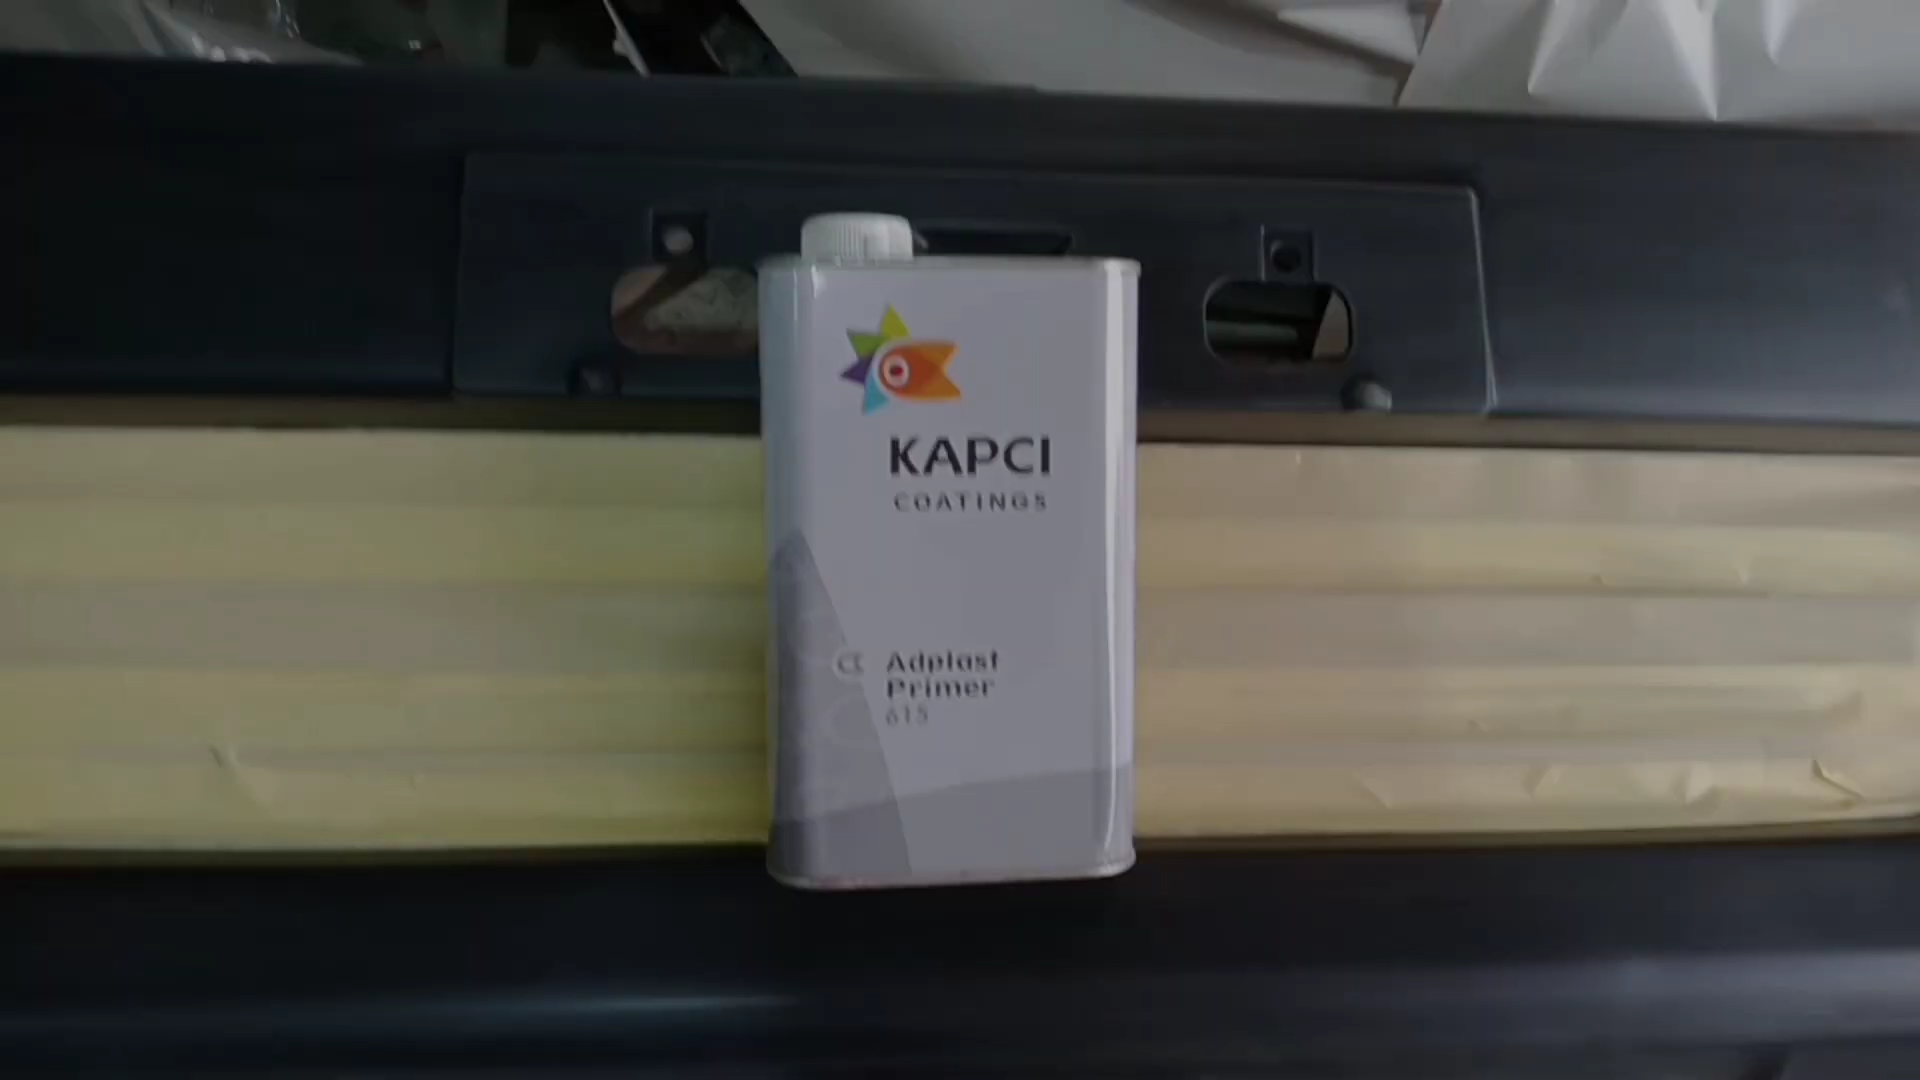 KAPCI
COATINGS
Adplast
Primer
615